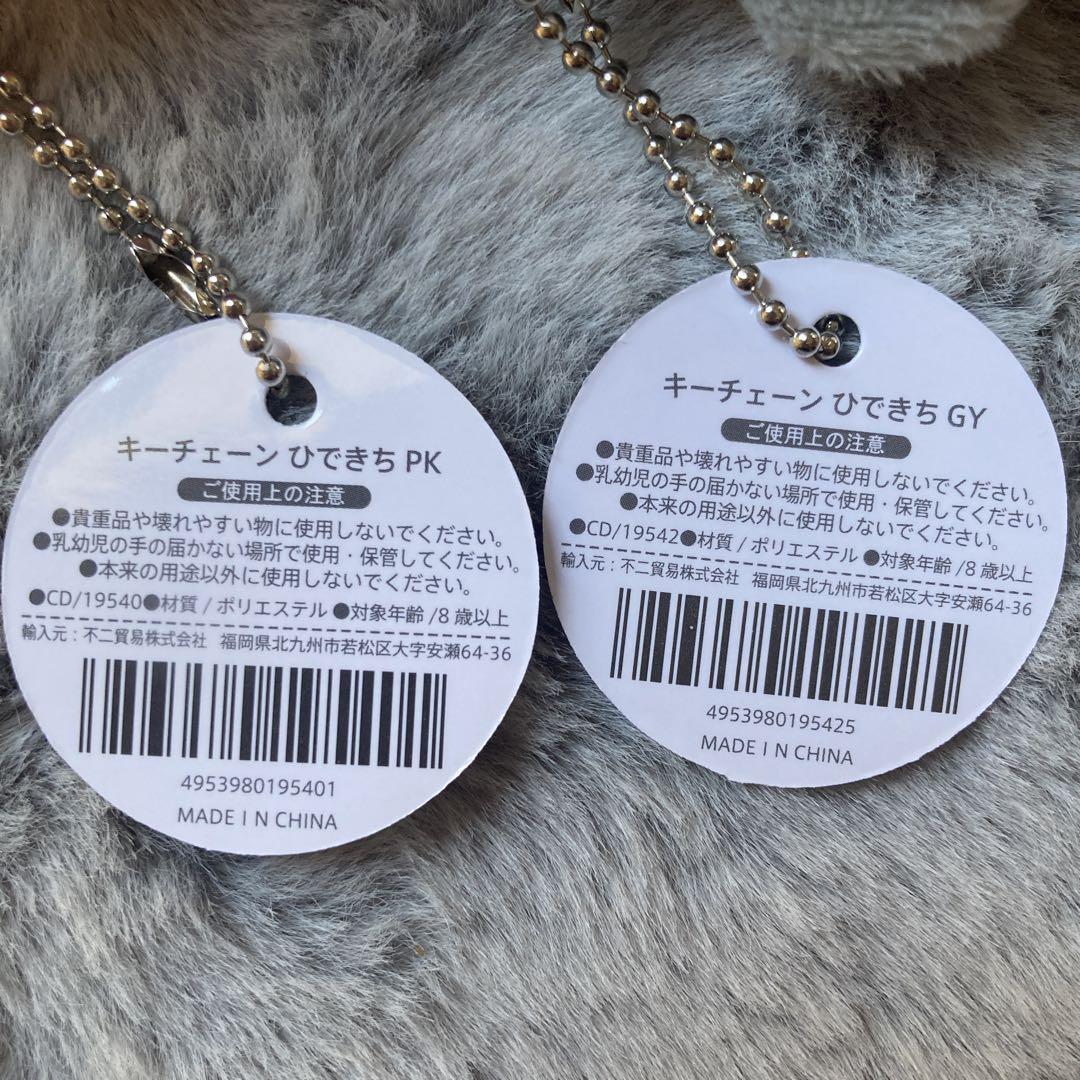 キーチェーン ひできち PK
ご使用上の注意
●貴重品や壊れやすい物に使用しないでください。
●乳幼児の手の届かない場所で使用・保管してください。
●本来の用途以外に使用しないでください。
●CD/19540●材質/ポリエステル ●対象年齢/8歳以上
輸入元:不二貿易株式会社 福岡県北九州市若松区大字安瀬64-36
4953980195401
MADE IN CHINA
キーチェーン ひできち GY
ご使用上の注意
●貴重品や壊れやすい物に使用しないでください。
●乳幼児の手の届かない場所で使用・保管してください。
●本来の用途以外に使用しないでください。
●CD/19542●材質/ポリエステル ●対象年齢/8歳以上
輸入元:不二貿易株式会社 福岡県北九州市若松区大字安瀬64-36
4953980195425
MADE IN CHINA